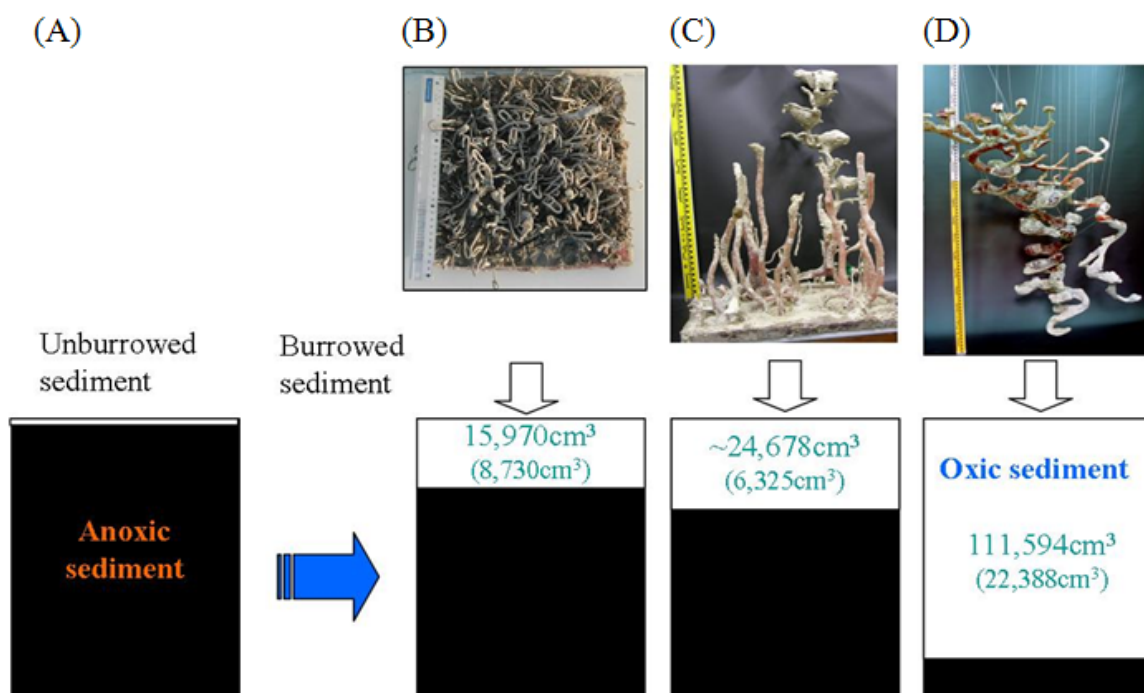 (A)
(B)
(C)
(D)
Unburrowed
sediment
Burrowed
sediment
Anoxic
sediment
15,970cm³
(8,730cm³)
~24,678cm³
(6,325cm³)
Oxic sediment
111,594cm³
(22,388cm³)